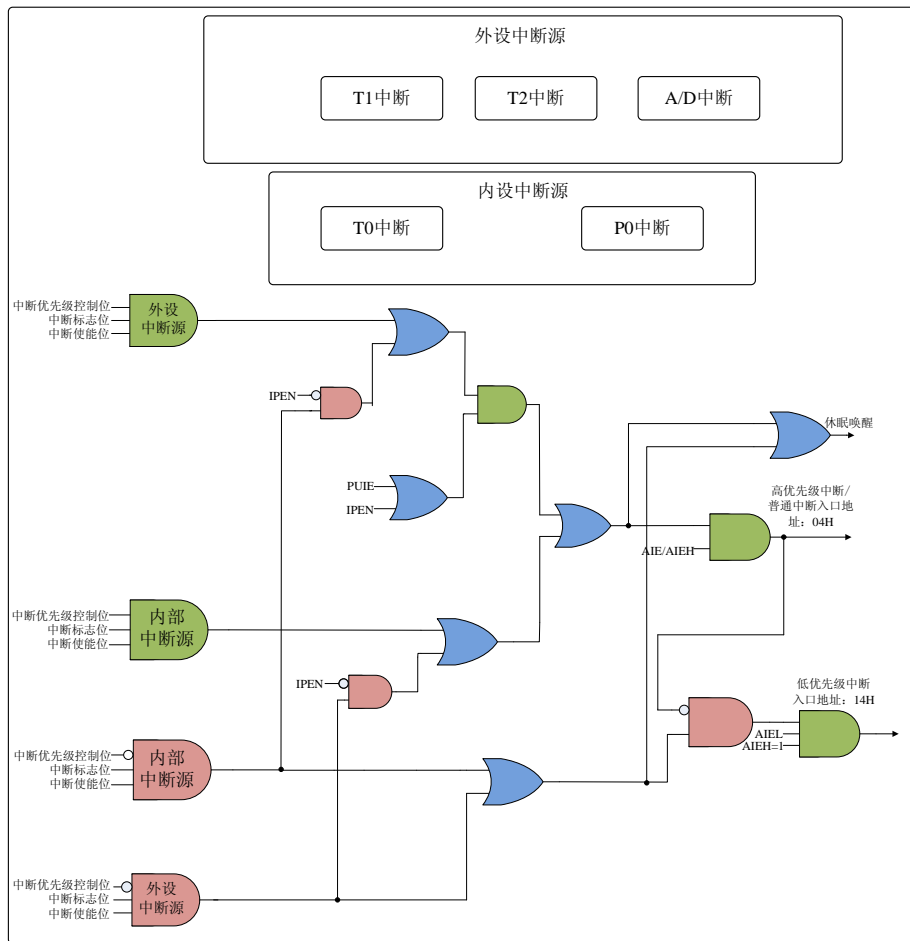 外设中断源
T1中断
T2中断
A/D中断
内设中断源
T0中断
P0中断
中断优先级控制位
中断标志位
中断使能位
外设
中断源
IPEN
PUIE
IPEN
休眠唤醒
高优先级中断/
普通中断入口地
址：04H
AIE/AIEH
中断优先级控制位
中断标志位
中断使能位
内部
中断源
IPEN
低优先级中断
入口地址：14H
AIEL
AIEH=1
中断优先级控制位
中断标志位
中断使能位
内部
中断源
中断优先级控制位
中断标志位
中断使能位
外设
中断源